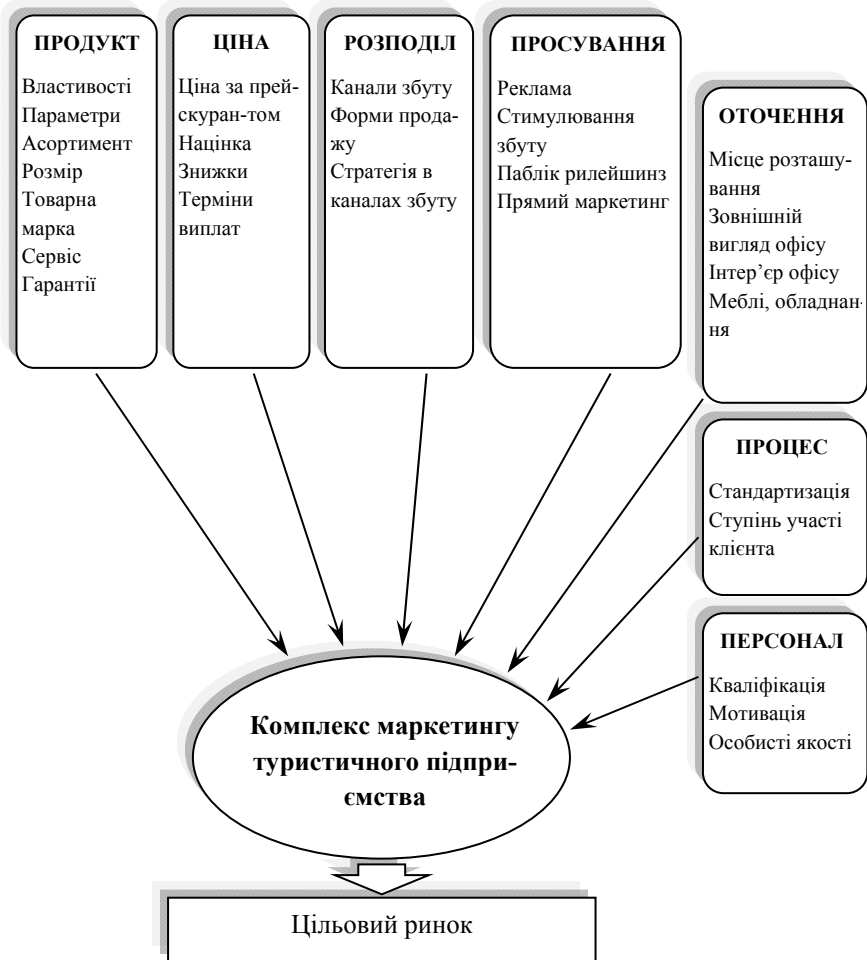 ПРОДУКТ
Властивості
Параметри
Асортимент
Розмір
Товарна
марка
Сервіс
Гарантії
ЦІНА
Ціна за прей-
скуран-том
Націнка
Знижки
Терміни
виплат
РОЗПОДІЛ
Канали збуту
Форми прода-
жу
Стратегія в
каналах збуту
ПРОСУВАННЯ
Реклама
Стимулювання
збуту
Паблік рилейшинз
Прямий маркетинг
ОТОЧЕННЯ
Місце розташу-
вання
Зовнішній
вигляд офісу
Інтер’єр офісу
Меблі, обладнан-
ня
ПРОЦЕС
Стандартизація
Ступінь участі
клієнта
ПЕРСОНАЛ
Кваліфікація
Мотивація
Особисті якості
Комплекс маркетингу
туристичного підпри-
ємства
Цільовий ринок